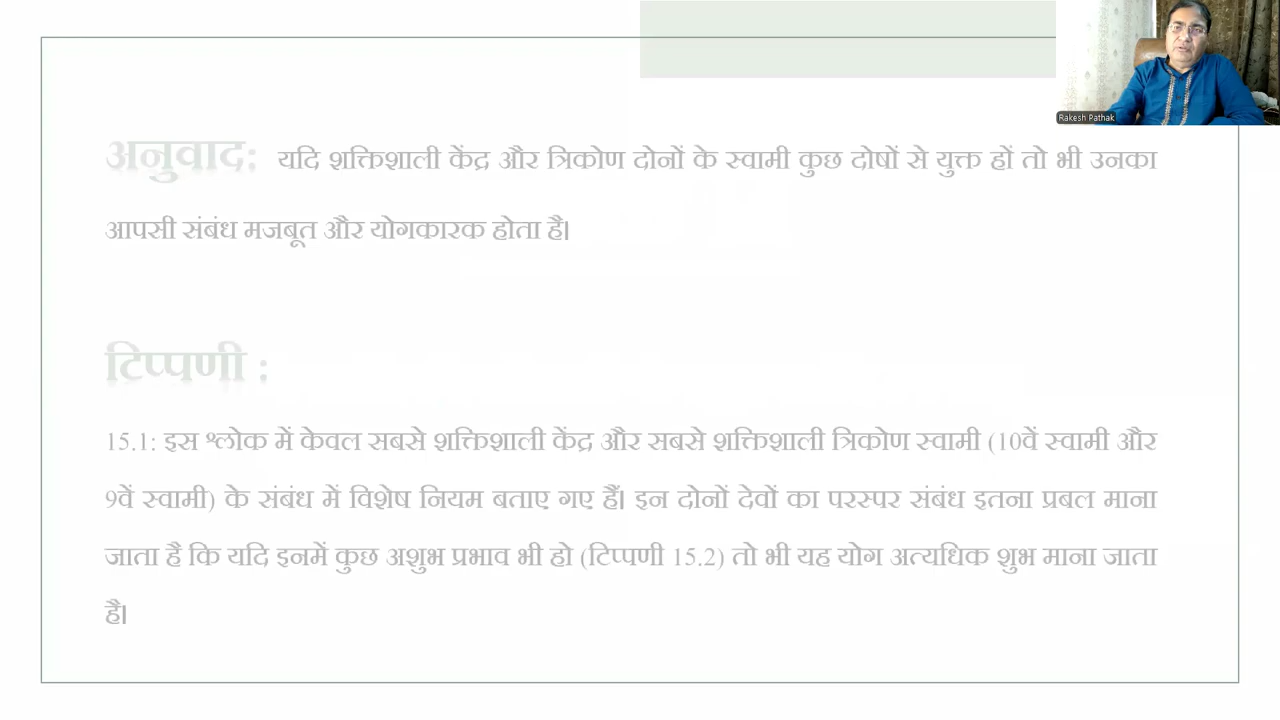 Rakesh Pathak
अनुवाद: यदि शक्तिशाली केंद्र और त्रिकोण दोनों के स्वामी कुछ दोषों से युक्त हों तो भी उनका
आपसी संबंध मजबूत और योगकारक होता है।
टिप्पणी :
15.1: इस श्लोक में केवल सबसे शक्तिशाली केंद्र और सबसे शक्तिशाली त्रिकोण स्वामी (10वें स्वामी और
9वें स्वामी) के संबंध में विशेष नियम बताए गए हैं। इन दोनों देवों का परस्पर संबंध इतना प्रबल माना
जाता है कि यदि इनमें कुछ अशुभ प्रभाव भी हो (टिप्पणी 15.2) तो भी यह योग अत्यधिक शुभ माना जाता
है।